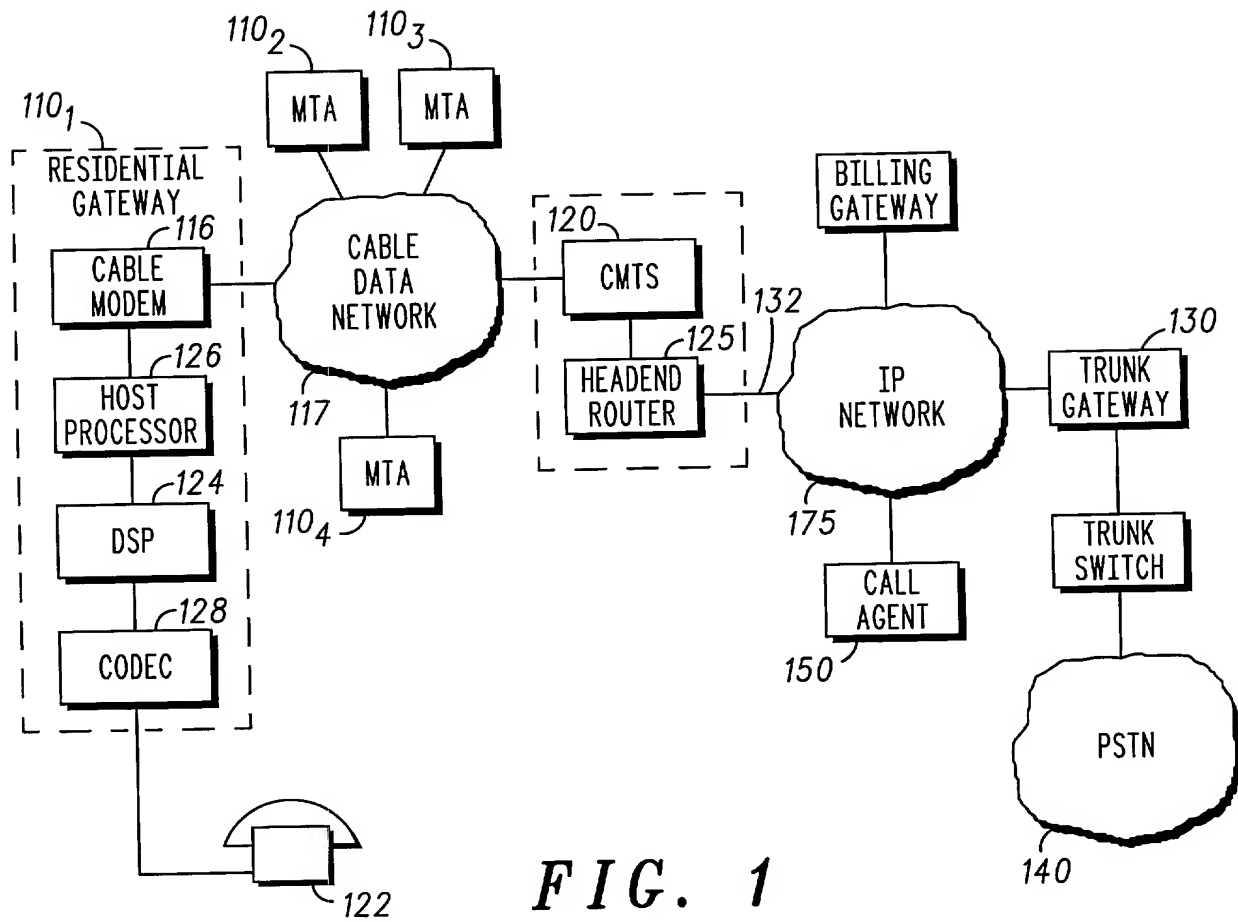 110₂
110₃
MTA
MTA
110₁
RESIDENTIAL
GATEWAY
116
CABLE
MODEM
126
HOST
PROCESSOR
124
DSP
128
CODEC
122
CABLE
DATA
NETWORK
117
MTA
110₄
120
CMTS
125
HEADEND
ROUTER
132
BILLING
GATEWAY
IP
NETWORK
175
CALL
AGENT
150
130
TRUNK
GATEWAY
TRUNK
SWITCH
PSTN
140
FIG. 1